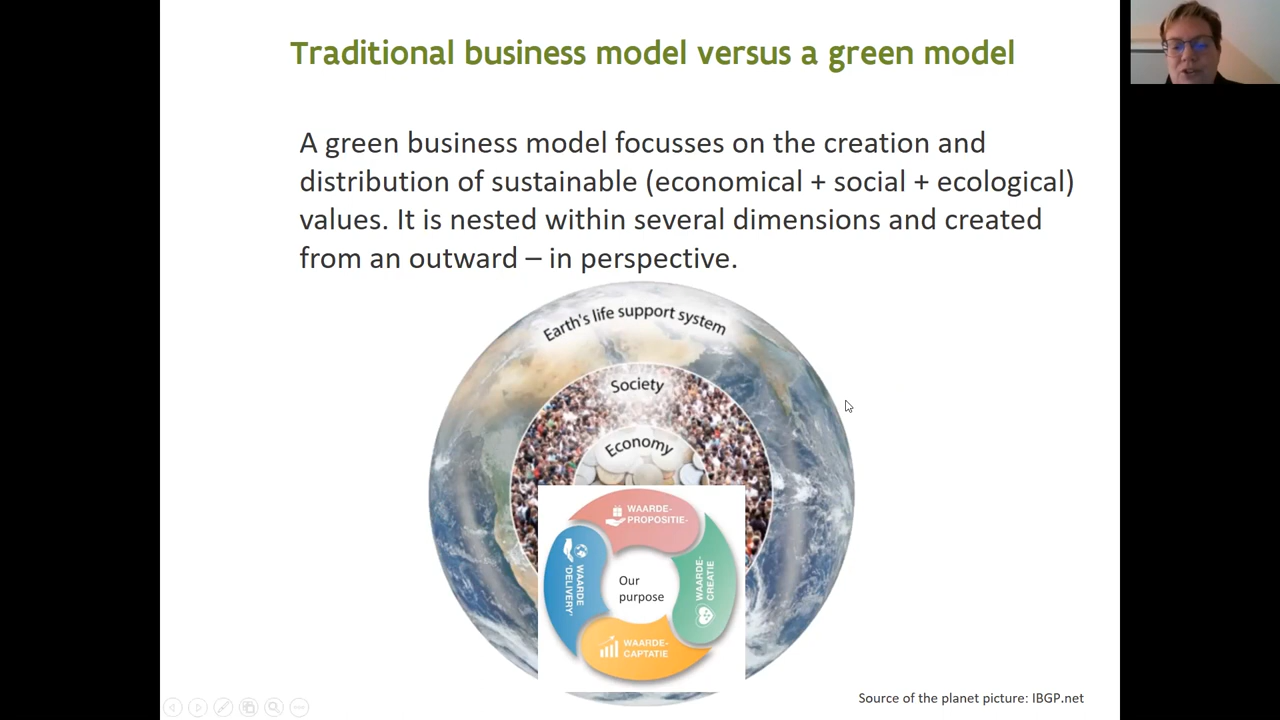 Traditional business model versus a green model
A green business model focusses on the creation and
distribution of sustainable (economical + social + ecological)
values. It is nested within several dimensions and created
from an outward – in perspective.
Earth's life support system
Society
Economy
WAARDE-
PROPOSITIE-
WAARDE-
CREATIE
WAARDE-
CAPTATIE
WAARDE
'DELIVERY'
Our
purpose
Source of the planet picture: IBGP.net